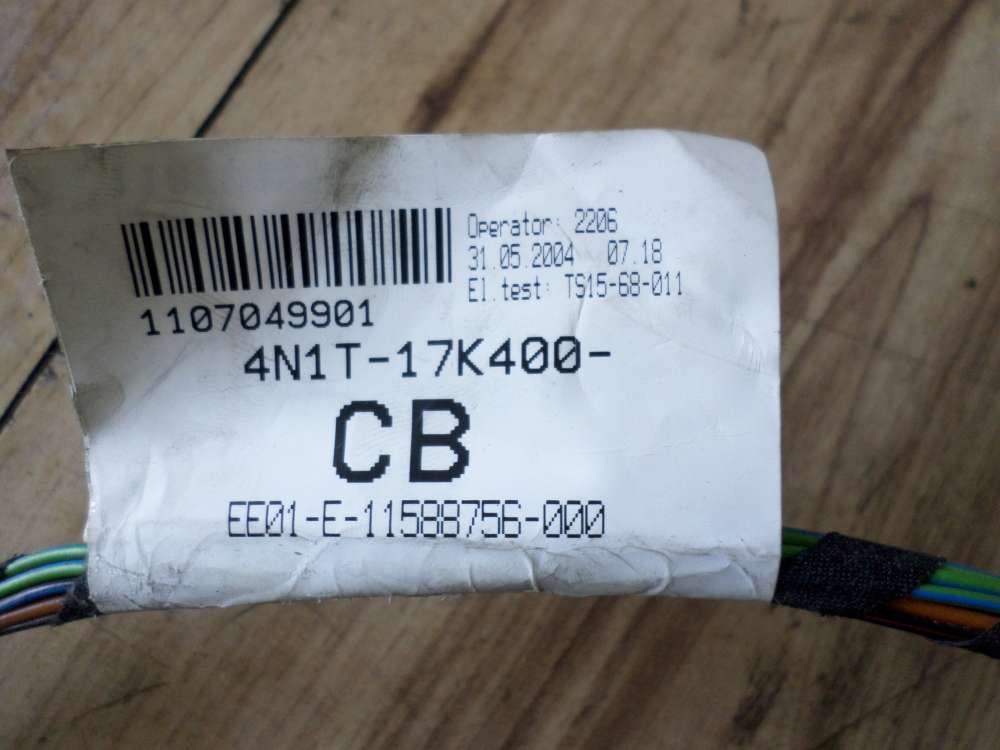 Operator: 2206
31.05.2004 07.18
El.test: TS15-68-011
1107049901
4N1T-17K400-
CB
EE01-E-11588756-000